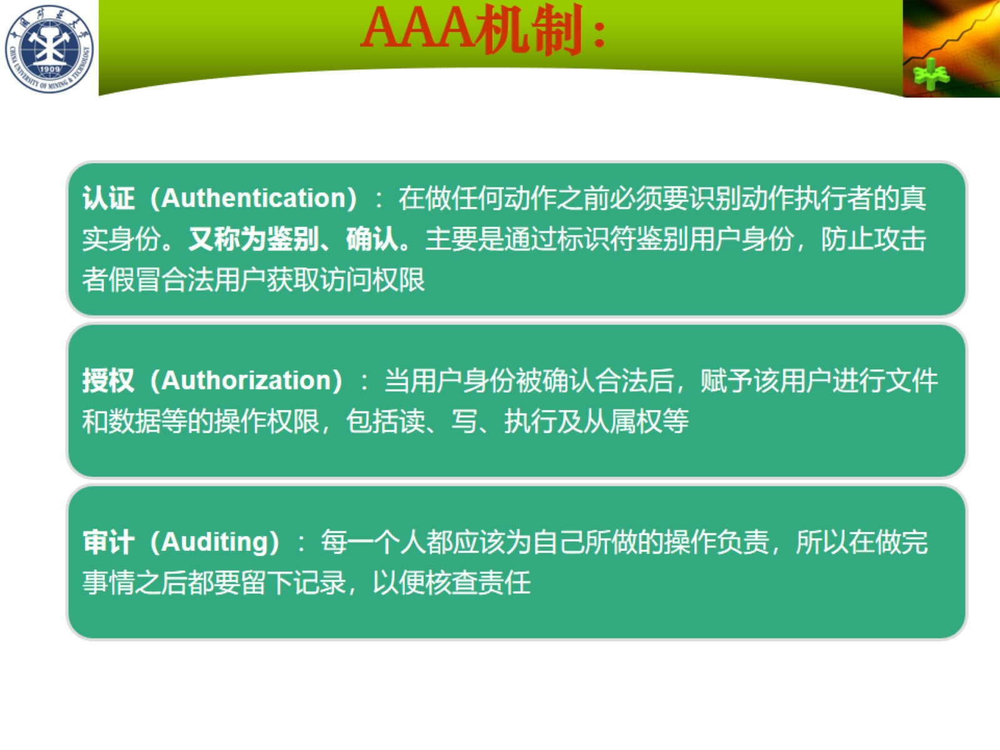 中国矿业大学
CHINA UNIVERSITY OF MINING & TECHNOLOGY
1909
AAA机制：
认证（Authentication）：在做任何动作之前必须要识别动作执行者的真
实身份。又称为鉴别、确认。主要是通过标识符鉴别用户身份，防止攻击
者假冒合法用户获取访问权限
授权（Authorization）：当用户身份被确认合法后，赋予该用户进行文件
和数据等的操作权限，包括读、写、执行及从属权等
审计（Auditing）：每一个人都应该为自己所做的操作负责，所以在做完
事情之后都要留下记录，以便核查责任